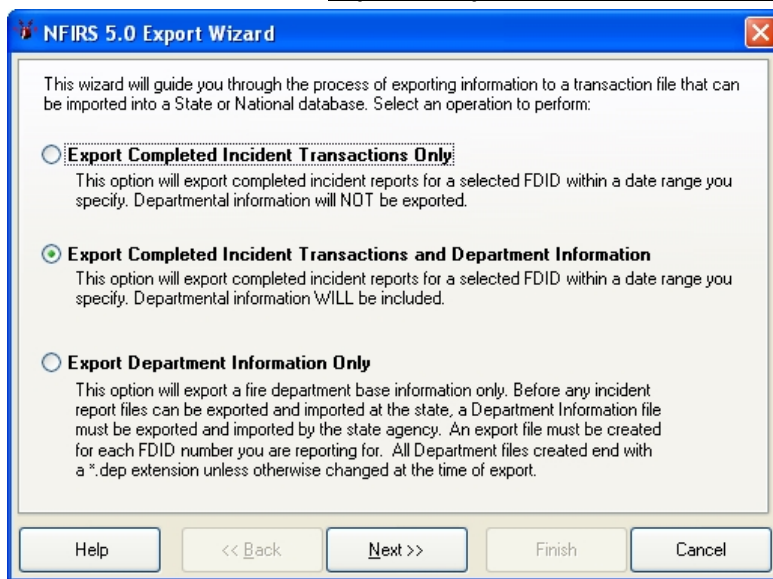 NFIRS 5.0 Export Wizard
This wizard will guide you through the process of exporting information to a transaction file that can
be imported into a State or National database. Select an operation to perform:
Export Completed Incident Transactions Only
This option will export completed incident reports for a selected FDID within a date range you
specify. Departmental information will NOT be exported.
Export Completed Incident Transactions and Department Information
This option will export completed incident reports for a selected FDID within a date range you
specify. Departmental information WILL be included.
Export Department Information Only
This option will export a fire department base information only. Before any incident
report files can be exported and imported at the state, a Department Information file
must be exported and imported by the state agency. An export file must be created
for each FDID number you are reporting for. All Department files created end with
a *.dep extension unless otherwise changed at the time of export.
Help << Back Next >> Finish Cancel